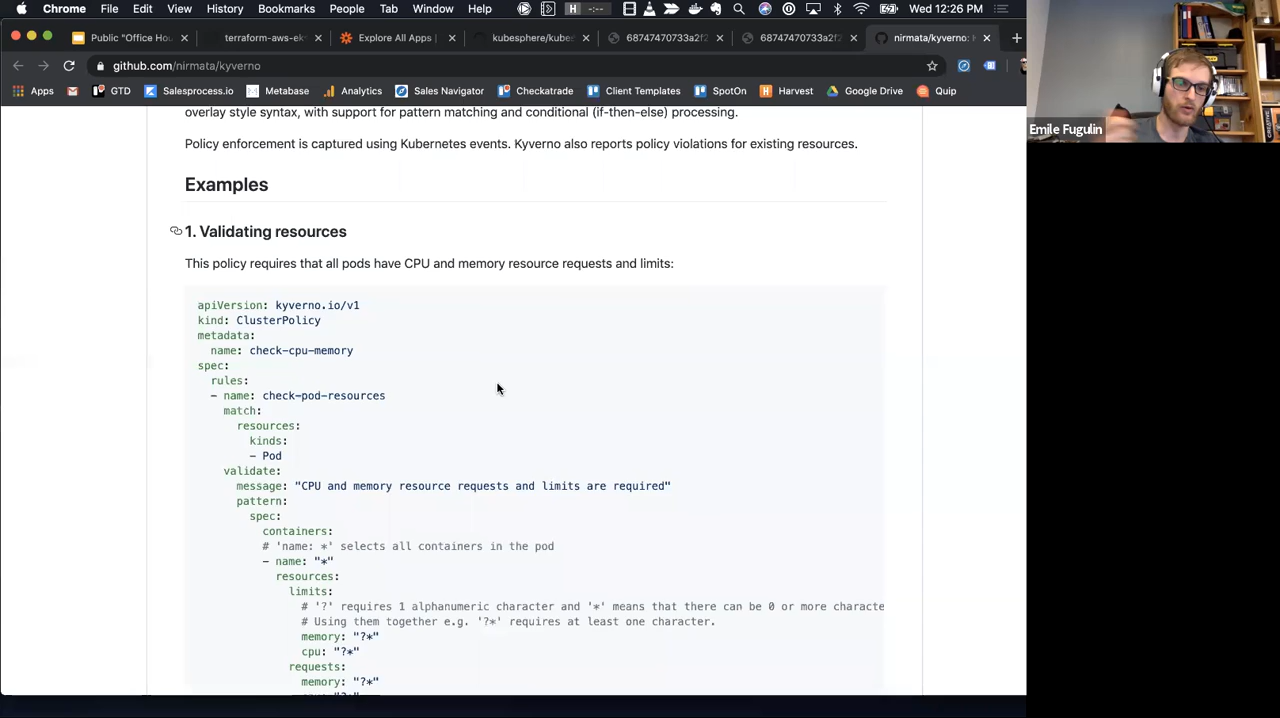 Chrome File Edit View History Bookmarks People Tab Window Help Wed 12:26 PM
Public "Office Hou terraform-aws-ek Explore All Apps | kubesphere/kube 68747470733a2f2 68747470733a2f2 nirmata/kyverno:
github.com/nirmata/kyverno
Apps GTD Salesprocess.io Metabase Analytics Sales Navigator Checkatrade Client Templates SpotOn Harvest Google Drive Quip
overlay style syntax, with support for pattern matching and conditional (if-then-else) processing.
Emile Fugulin
Policy enforcement is captured using Kubernetes events. Kyverno also reports policy violations for existing resources.
Examples
1. Validating resources
This policy requires that all pods have CPU and memory resource requests and limits:
apiVersion: kyverno.io/v1
kind: ClusterPolicy
metadata:
name: check-cpu-memory
spec:
rules:
- name: check-pod-resources
match:
resources:
kinds:
- Pod
validate:
message: "CPU and memory resource requests and limits are required"
pattern:
spec:
containers:
# 'name: *' selects all containers in the pod
- name: "*"
resources:
limits:
# '?' requires 1 alphanumeric character and '*' means that there can be 0 or more characte
# Using them together e.g. '?*' requires at least one character.
memory: "?*"
cpu: "?*"
requests:
memory: "?*"